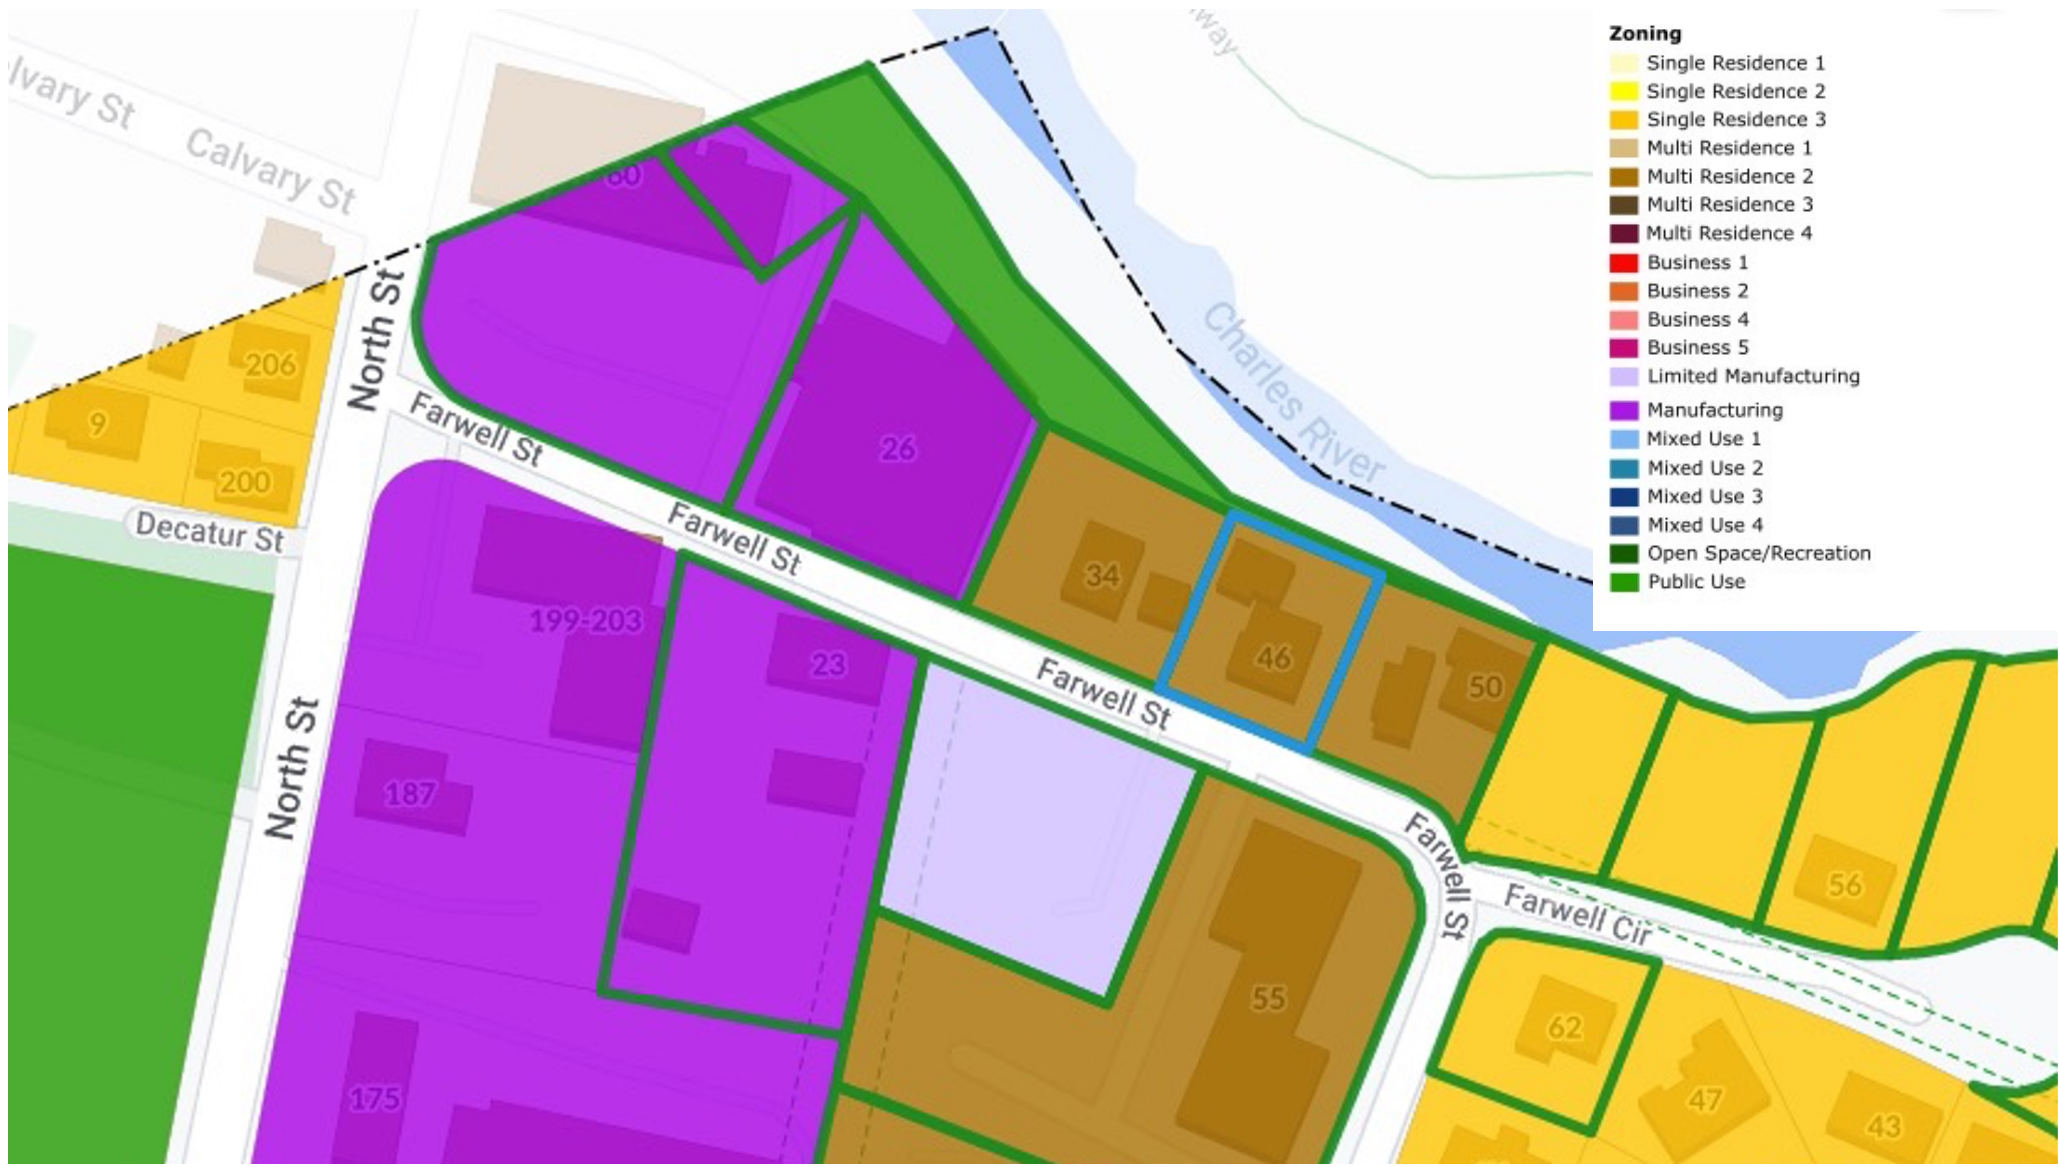 lvary St
Calvary St
60
lway
Charles River
North St
206
9
200
Decatur St
Farwell St
26
Farwell St
34
46
50
199-203
23
Farwell St
187
North St
Farwell St
56
Farwell Cir
55
62
47
43
175
Zoning
Single Residence 1
Single Residence 2
Single Residence 3
Multi Residence 1
Multi Residence 2
Multi Residence 3
Multi Residence 4
Business 1
Business 2
Business 4
Business 5
Limited Manufacturing
Manufacturing
Mixed Use 1
Mixed Use 2
Mixed Use 3
Mixed Use 4
Open Space/Recreation
Public Use